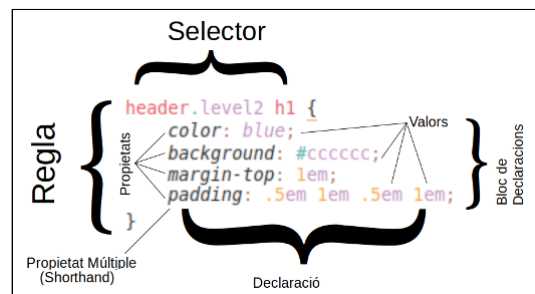 Selector
Regla
header.level2 h1 {
Propietats
color: blue;
background: #cccccc;
margin-top: 1em;
padding: .5em 1em .5em 1em;
}
Valors
Bloc de
Declaracions
Propietat Múltiple
(Shorthand)
Declaració